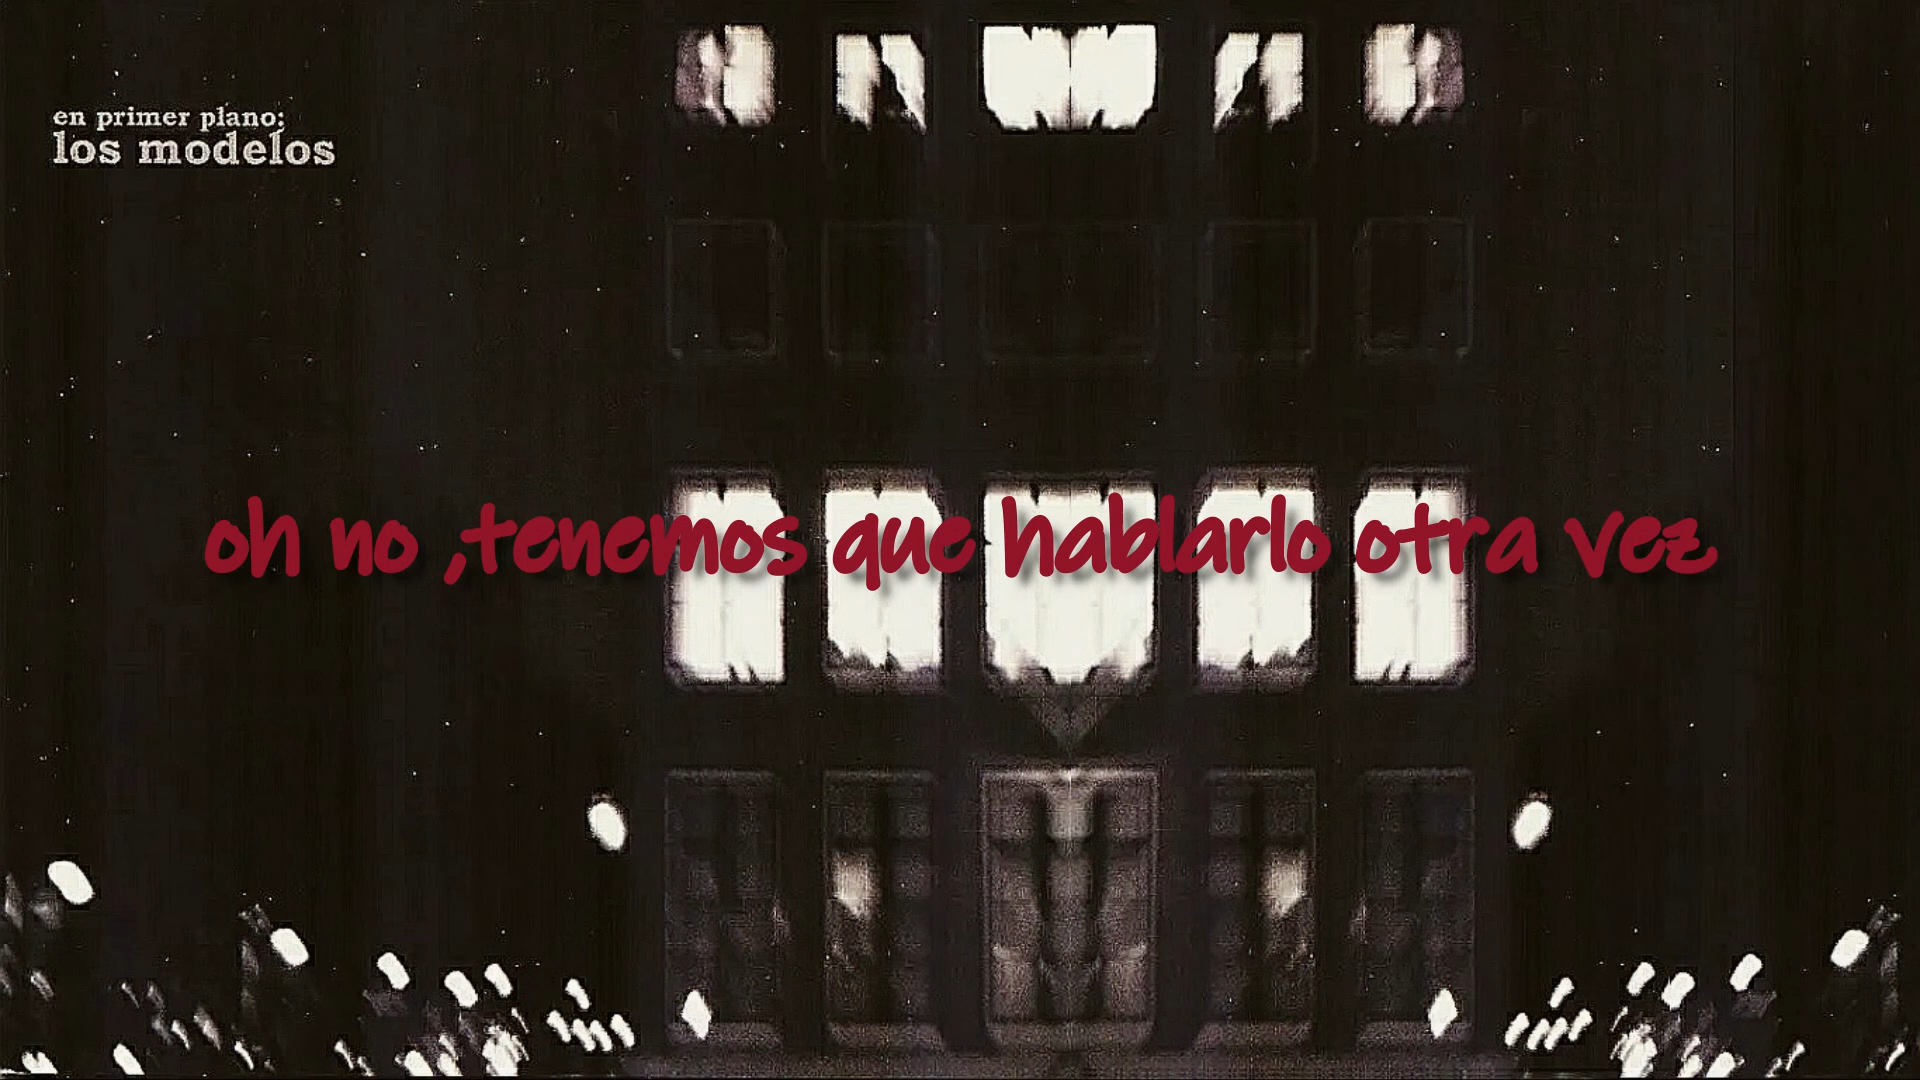 en primer plano:
los modelos
oh no ,tenemos que hablarlo otra vez